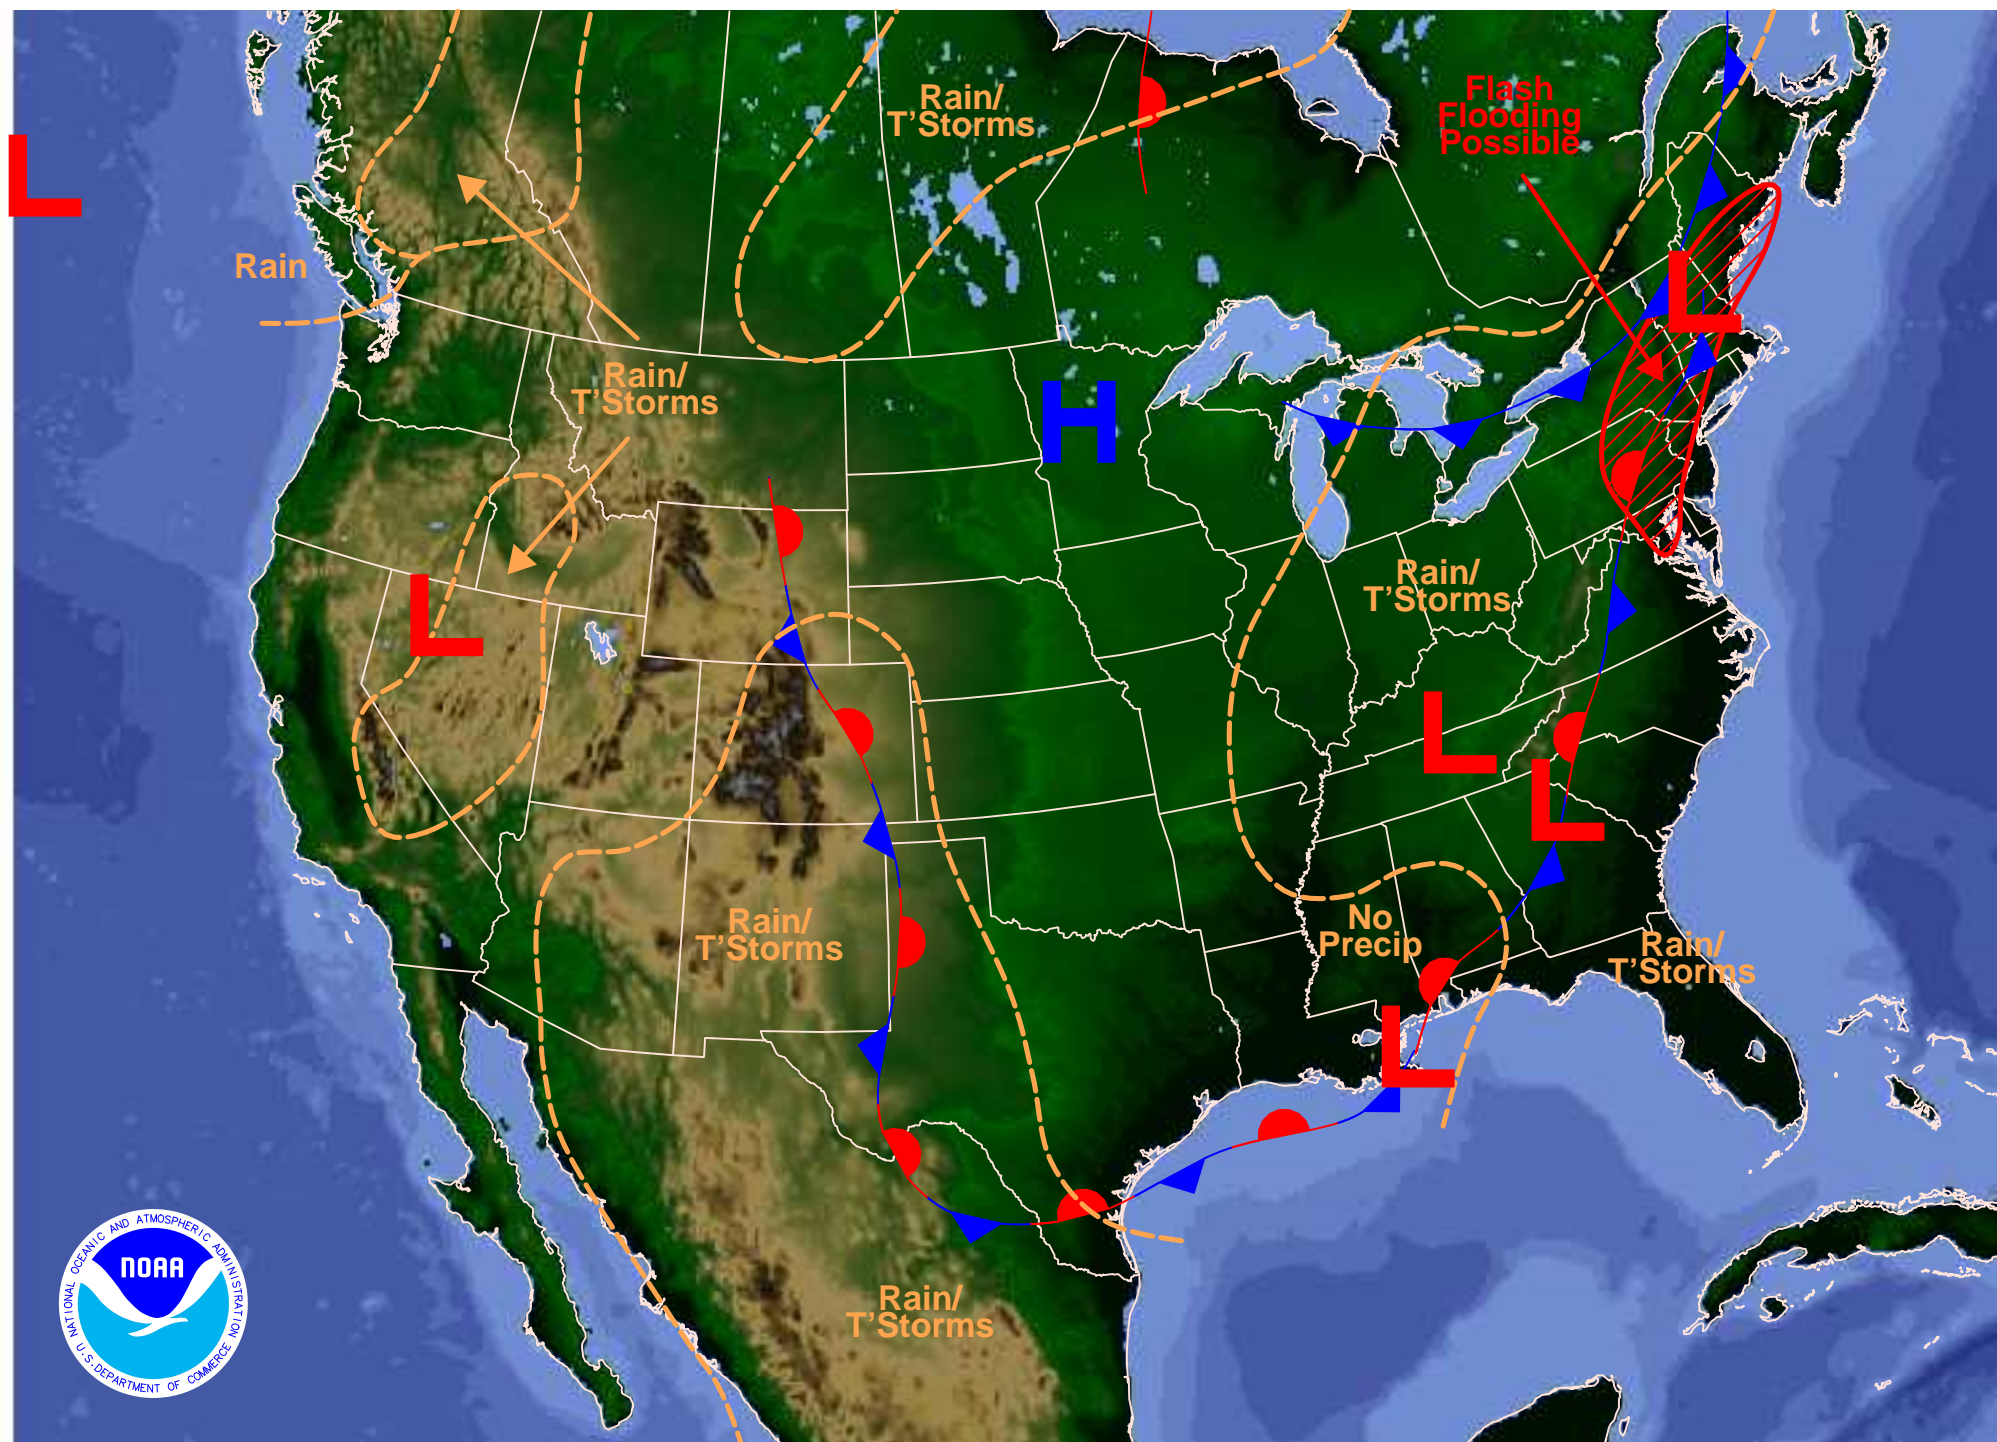 Rain/
T'Storms
Flash
Flooding
Possible
L
Rain
L
Rain/
T'Storms
H
Rain/
T'Storms
L
L
L
Rain/
T'Storms
No
Precip
Rain/
T'Storms
L
Rain/
T'Storms
NATIONAL OCEANIC AND ATMOSPHERIC ADMINISTRATION
NOAA
U.S. DEPARTMENT OF COMMERCE